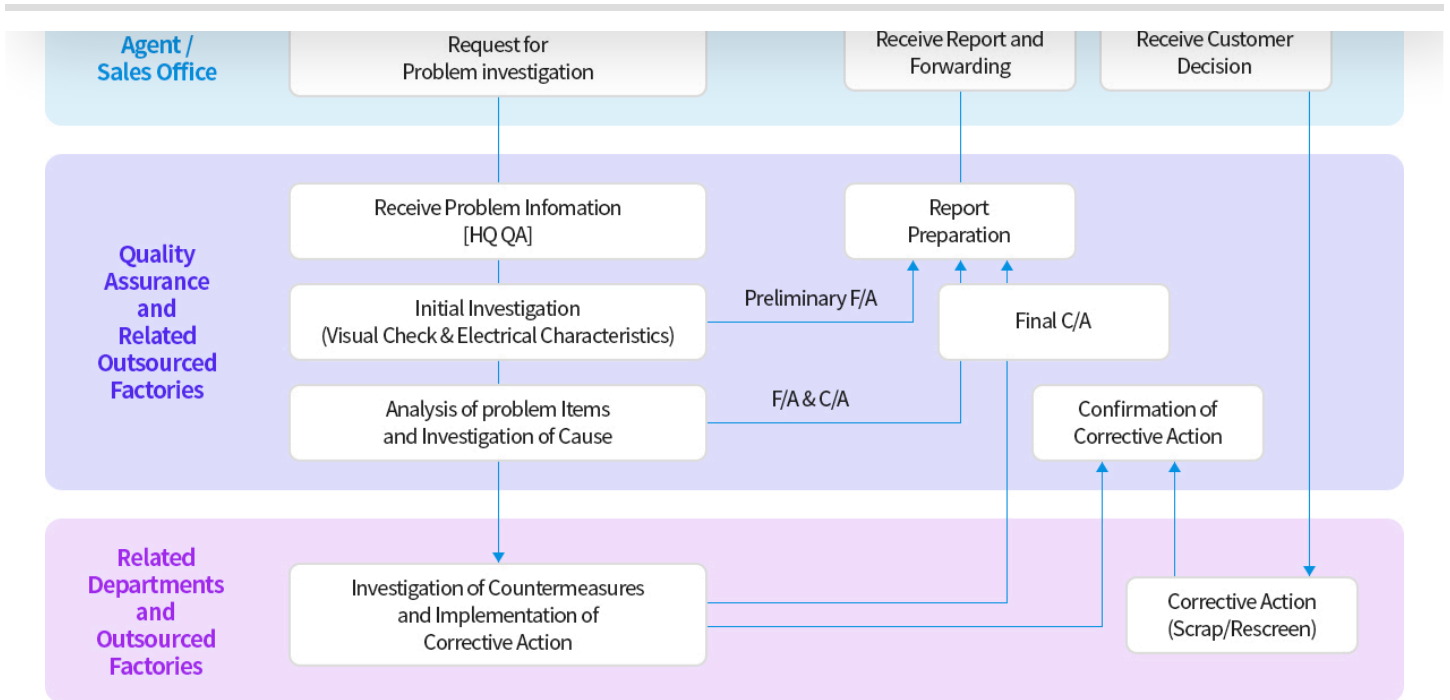 Agent /
Sales Office
Request for
Problem investigation
Receive Report and
Forwarding
Receive Customer
Decision
Quality
Assurance
and
Related
Outsourced
Factories
Receive Problem Infomation
[HQ QA]
Report
Preparation
Initial Investigation
(Visual Check & Electrical Characteristics)
Preliminary F/A
Final C/A
Analysis of problem Items
and Investigation of Cause
F/A & C/A
Confirmation of
Corrective Action
Related
Departments
and
Outsourced
Factories
Investigation of Countermeasures
and Implementation of
Corrective Action
Corrective Action
(Scrap/Rescreen)